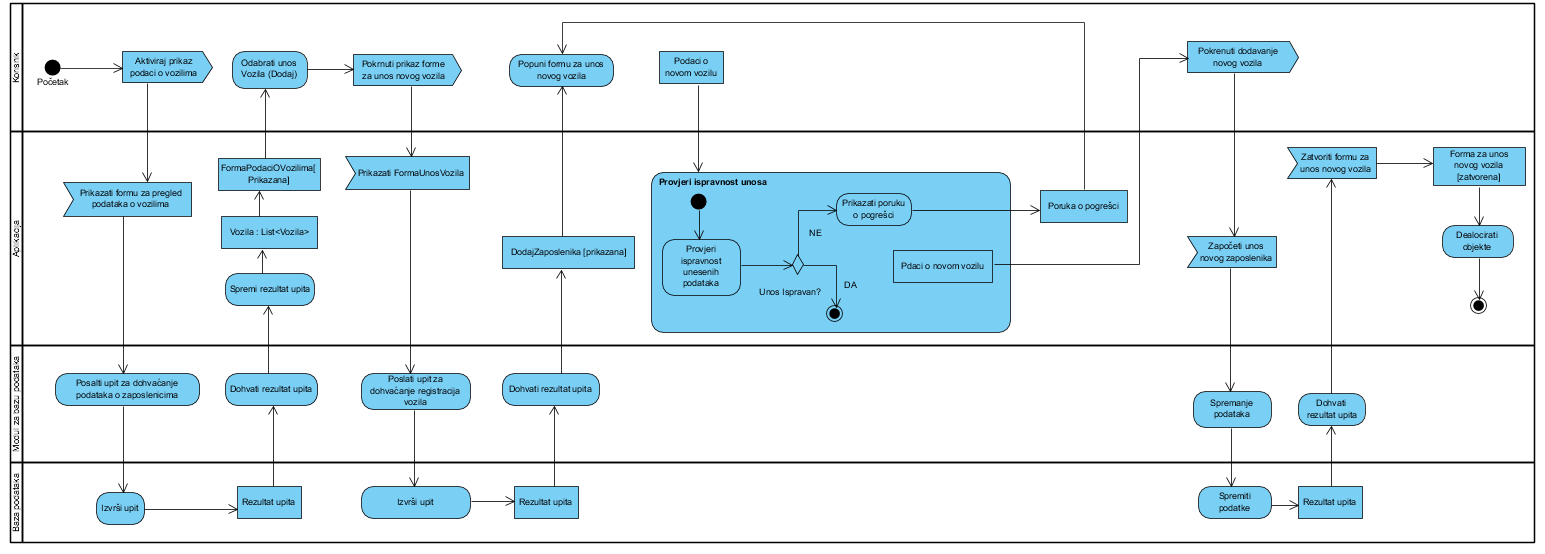 Korisnik
Početak
Aktiviraj prikaz
podaci o vozilima
Odabrati unos
Vozila (Dodaj)
Pokrnuti prikaz forme
za unos novog vozila
Popuni formu za unos
novog vozila
Podaci o
novom vozilu
Pokrenuti dodavanje
novog vozila
Aplikacija
Prikazati formu za pregled
podataka o vozilima
FormaPodaciOVozilima[
Prikazana]
Vozila : List<Vozila>
Spremi rezultat upita
Prikazati FormaUnosVozila
DodajZaposlenika [prikazana]
Provjeri ispravnost unosa
Provjeri
ispravnost
unesenih
podataka
Unos Ispravan?
NE
DA
Prikazati poruku
o pogrešci
Pdaci o novom vozilu
Poruka o pogrešci
Započeti unos
novog zaposlenika
Zatvoriti formu za
unos novog vozila
Forma za unos
novog vozila
[zatvorena]
Dealocirati
objekte
Modul za bazu podataka
Posalti upit za dohvaćanje
podataka o zaposlenicima
Dohvati rezultat upita
Poslati upit za
dohvaćanje registracija
vozila
Dohvati rezultat upita
Spremanje
podataka
Dohvati
rezultat upita
Baza podataka
Izvrši upit
Rezultat upita
Izvrši upit
Rezultat upita
Spremiti
podatke
Rezultat upita